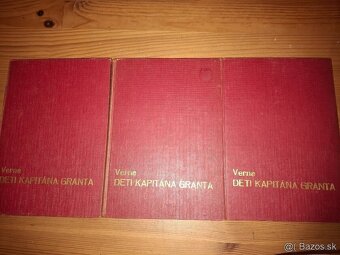 Verne
DETI KAPITÁNA GRANTA
Verne
DETI KAPITÁNA GRANTA
Verne
DETI KAPITÁNA GRANTA
Bazos.sk